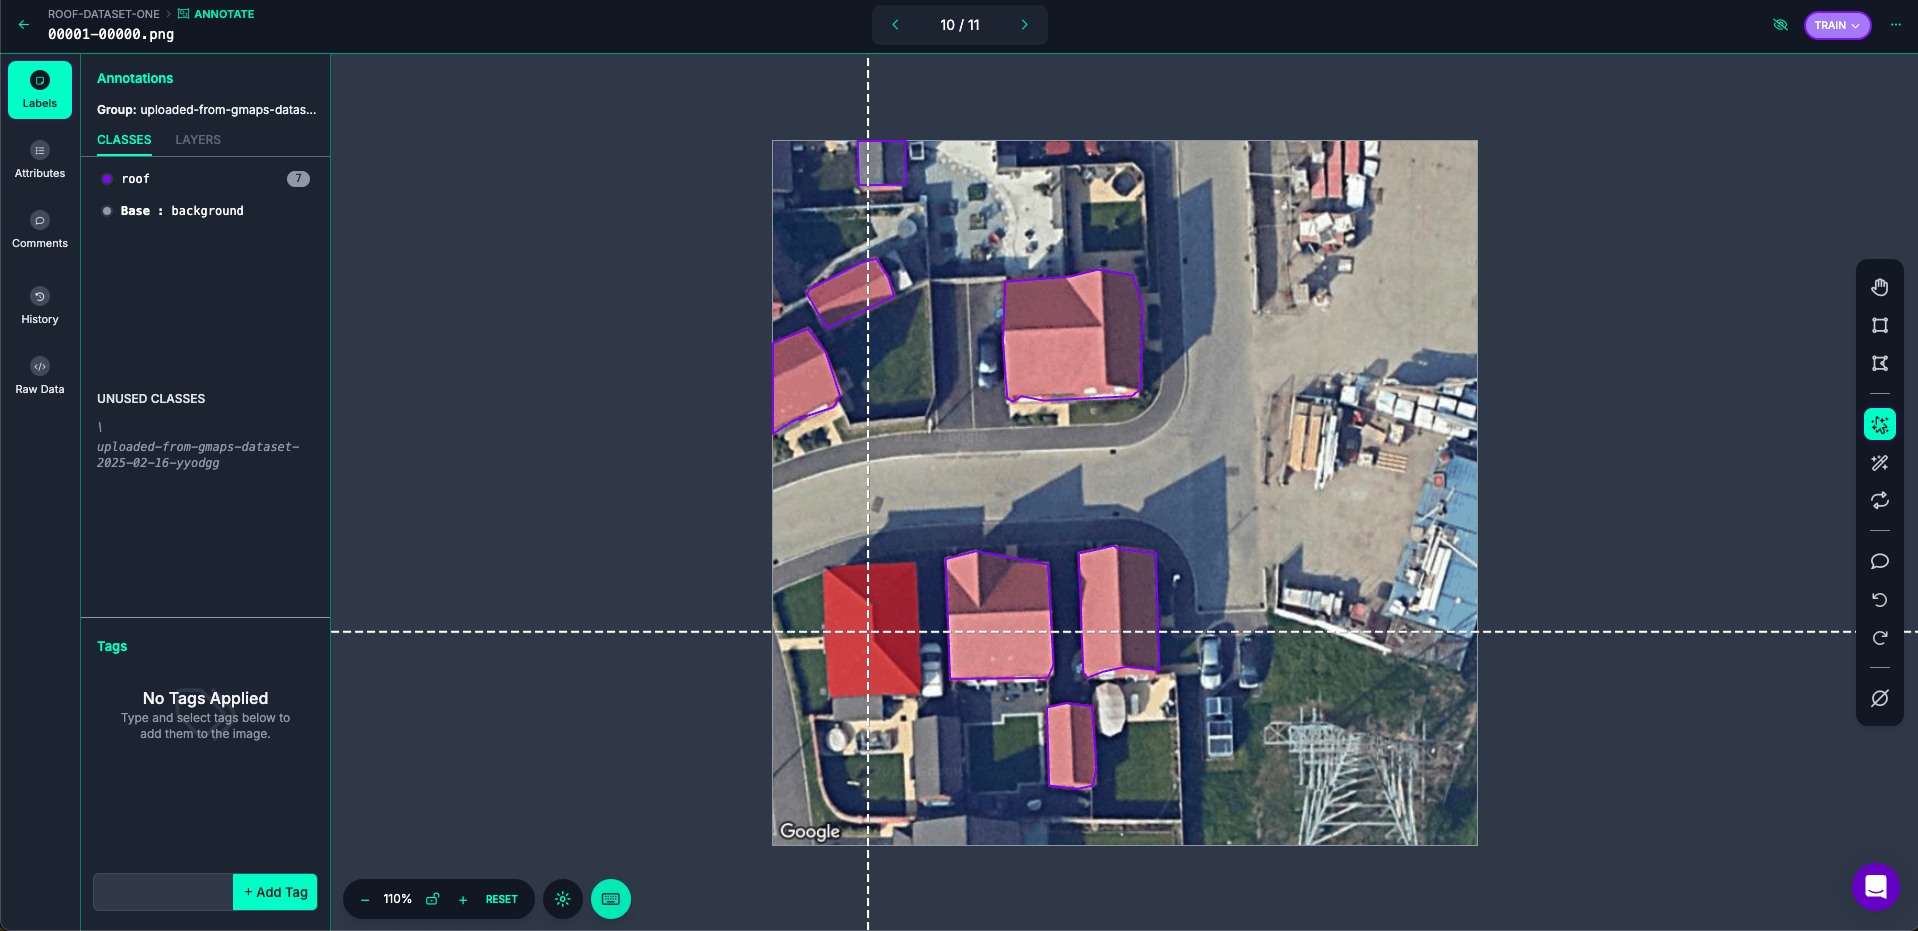 ROOF-DATASET-ONE > ANNOTATE
00001-00000.png
10 / 11
TRAIN
Labels
Attributes
Comments
History
Raw Data
Annotations
Group: uploaded-from-gmaps-datas...
CLASSES LAYERS
roof 7
Base : background
UNUSED CLASSES
\
uploaded-from-gmaps-dataset-
2025-02-16-yyodgg
Tags
No Tags Applied
Type and select tags below to
add them to the image.
+ Add Tag
Google
110% RESET